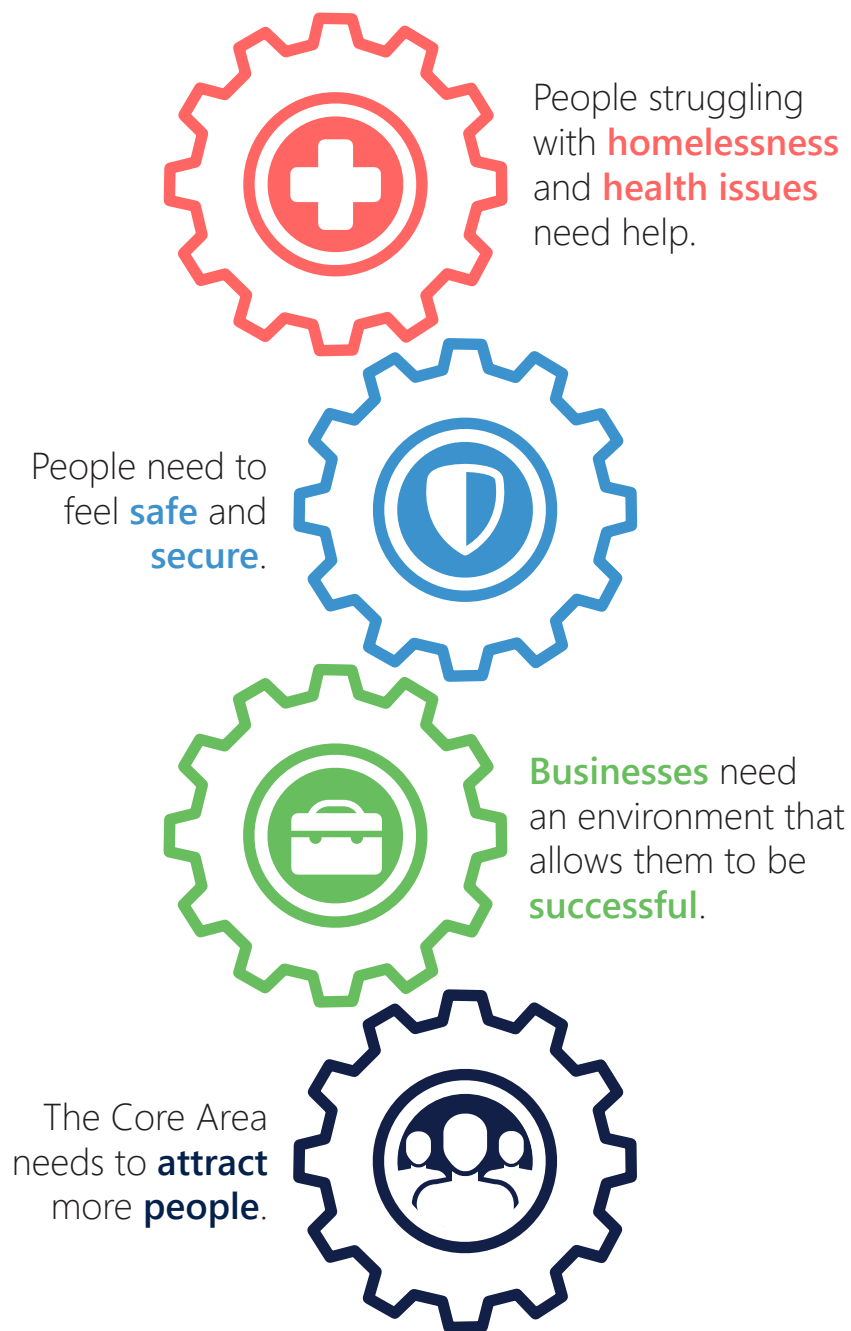 People struggling
with homelessness
and health issues
need help.
People need to
feel safe and
secure.
Businesses need
an environment that
allows them to be
successful.
The Core Area
needs to attract
more people.